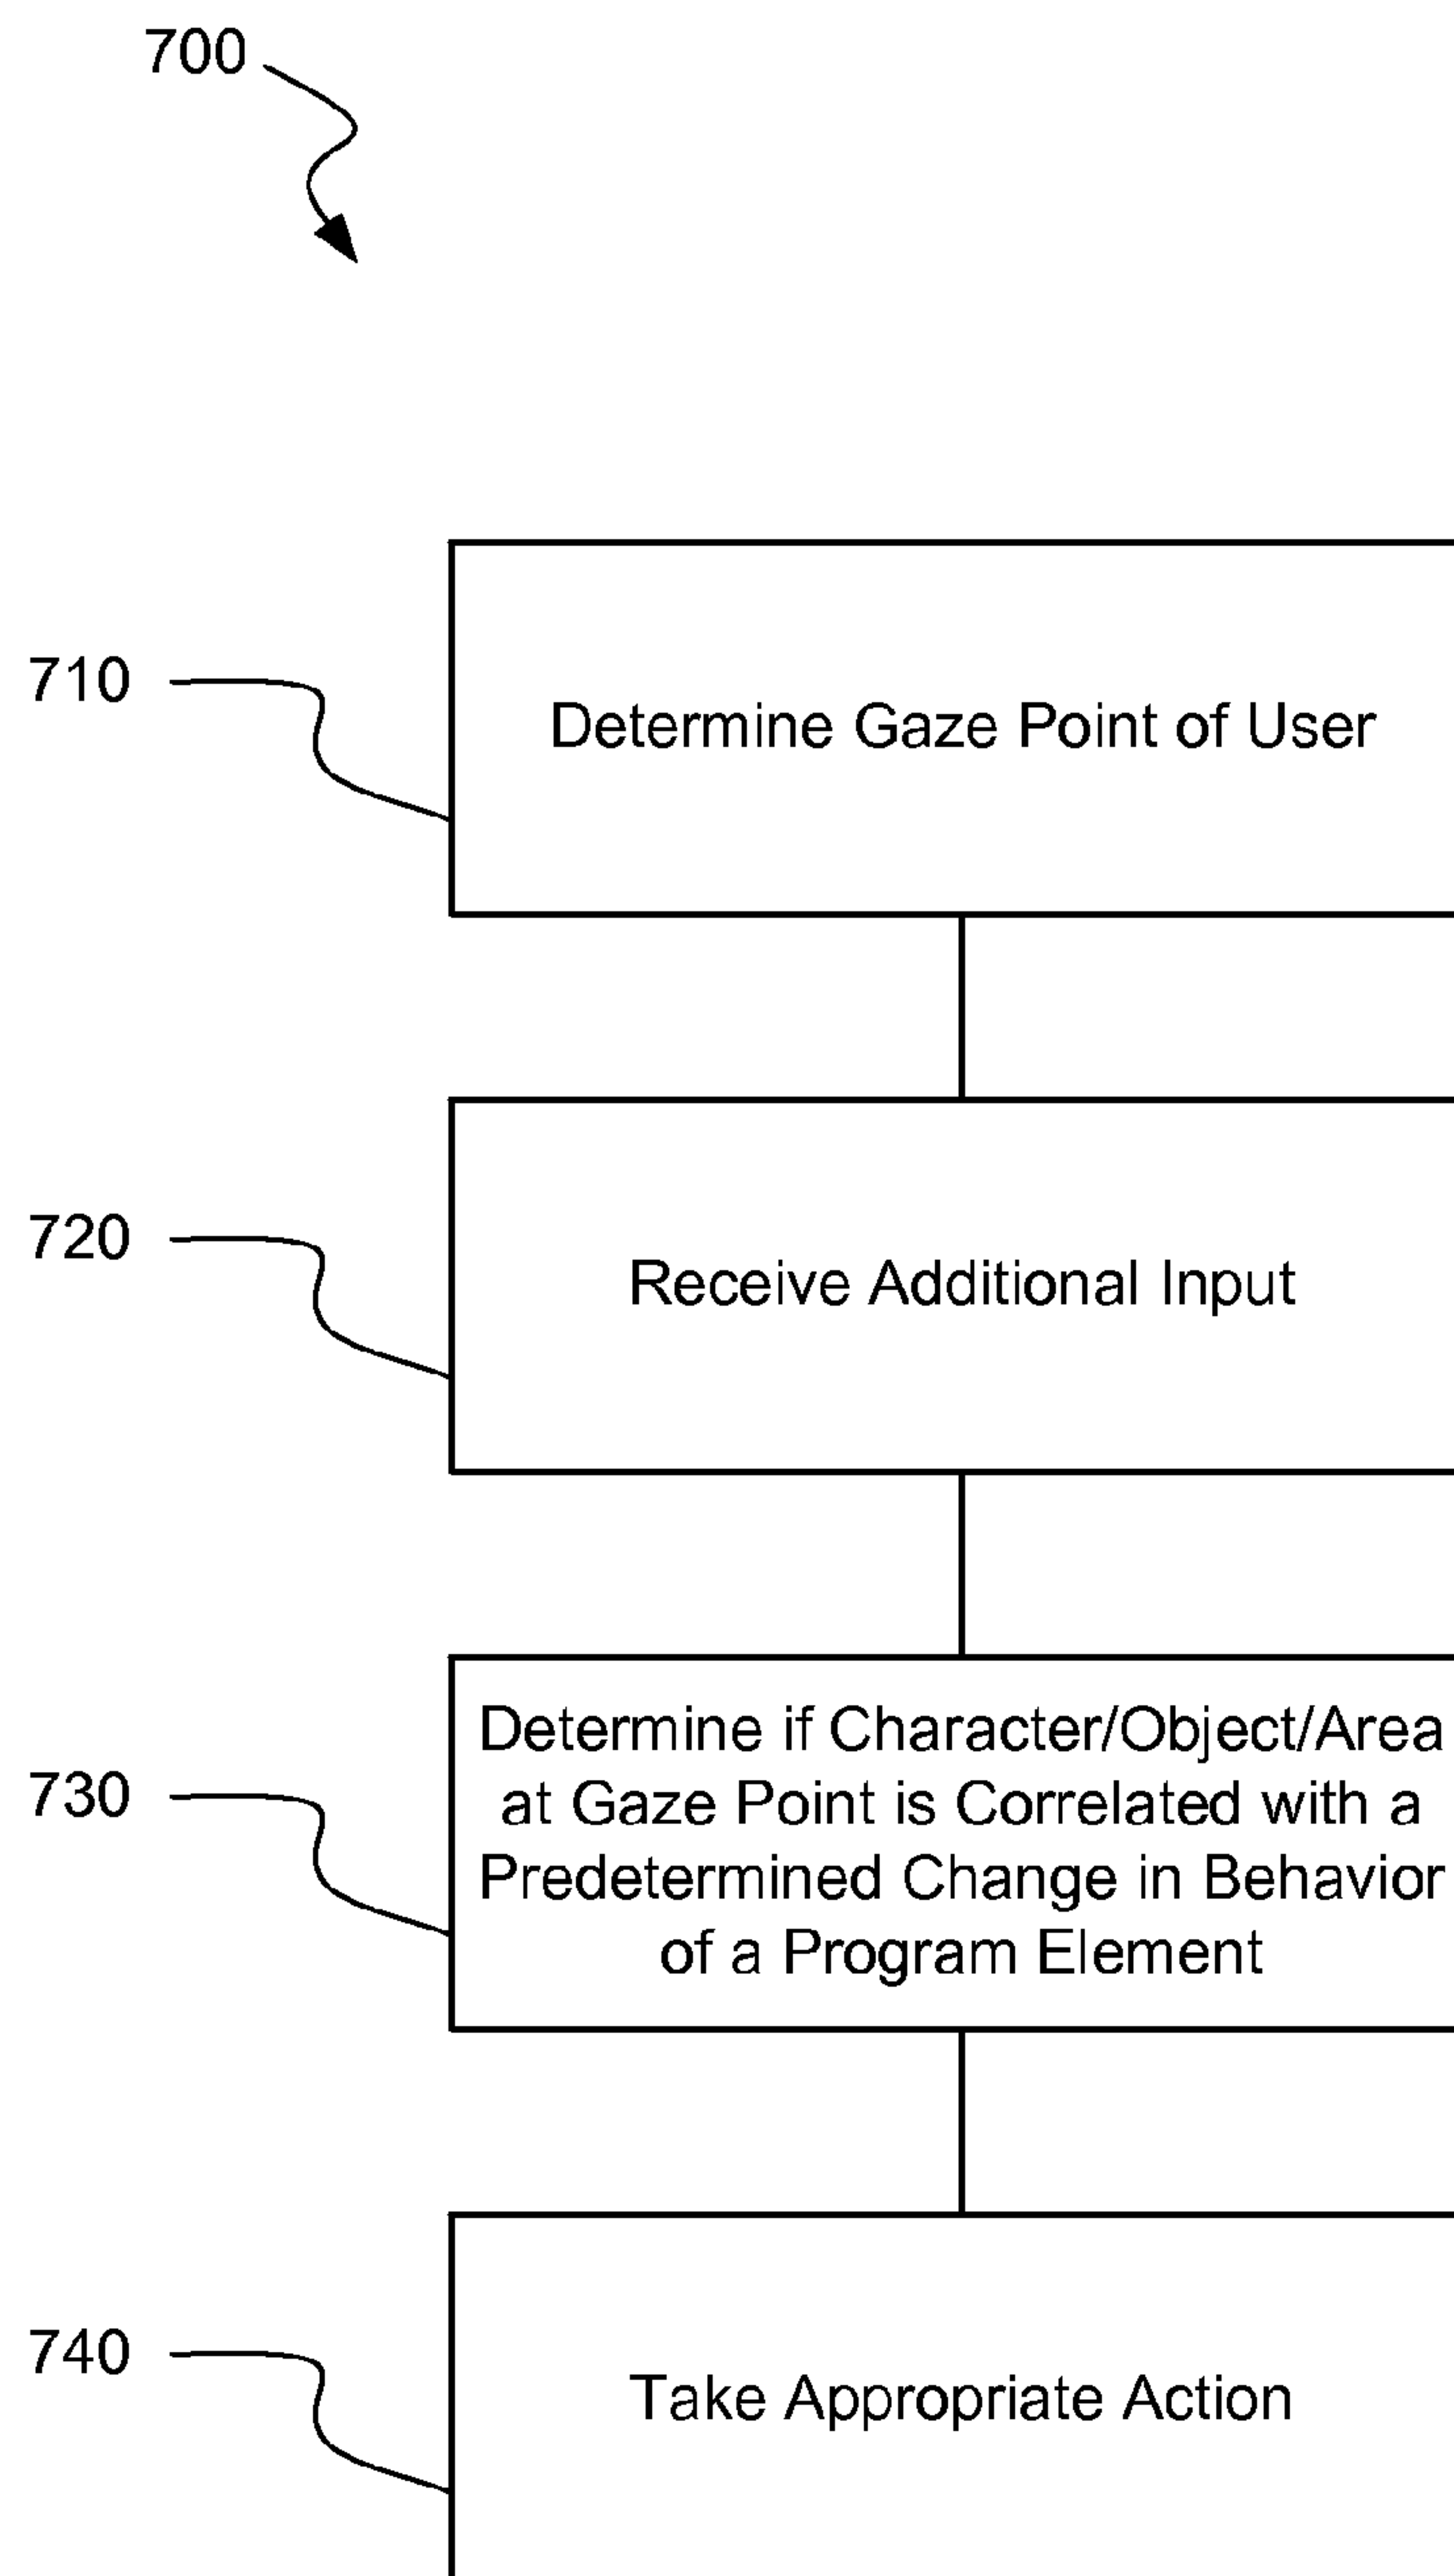 700
710
Determine Gaze Point of User
720
Receive Additional Input
730
Determine if Character/Object/Area
at Gaze Point is Correlated with a
Predetermined Change in Behavior
of a Program Element
740
Take Appropriate Action